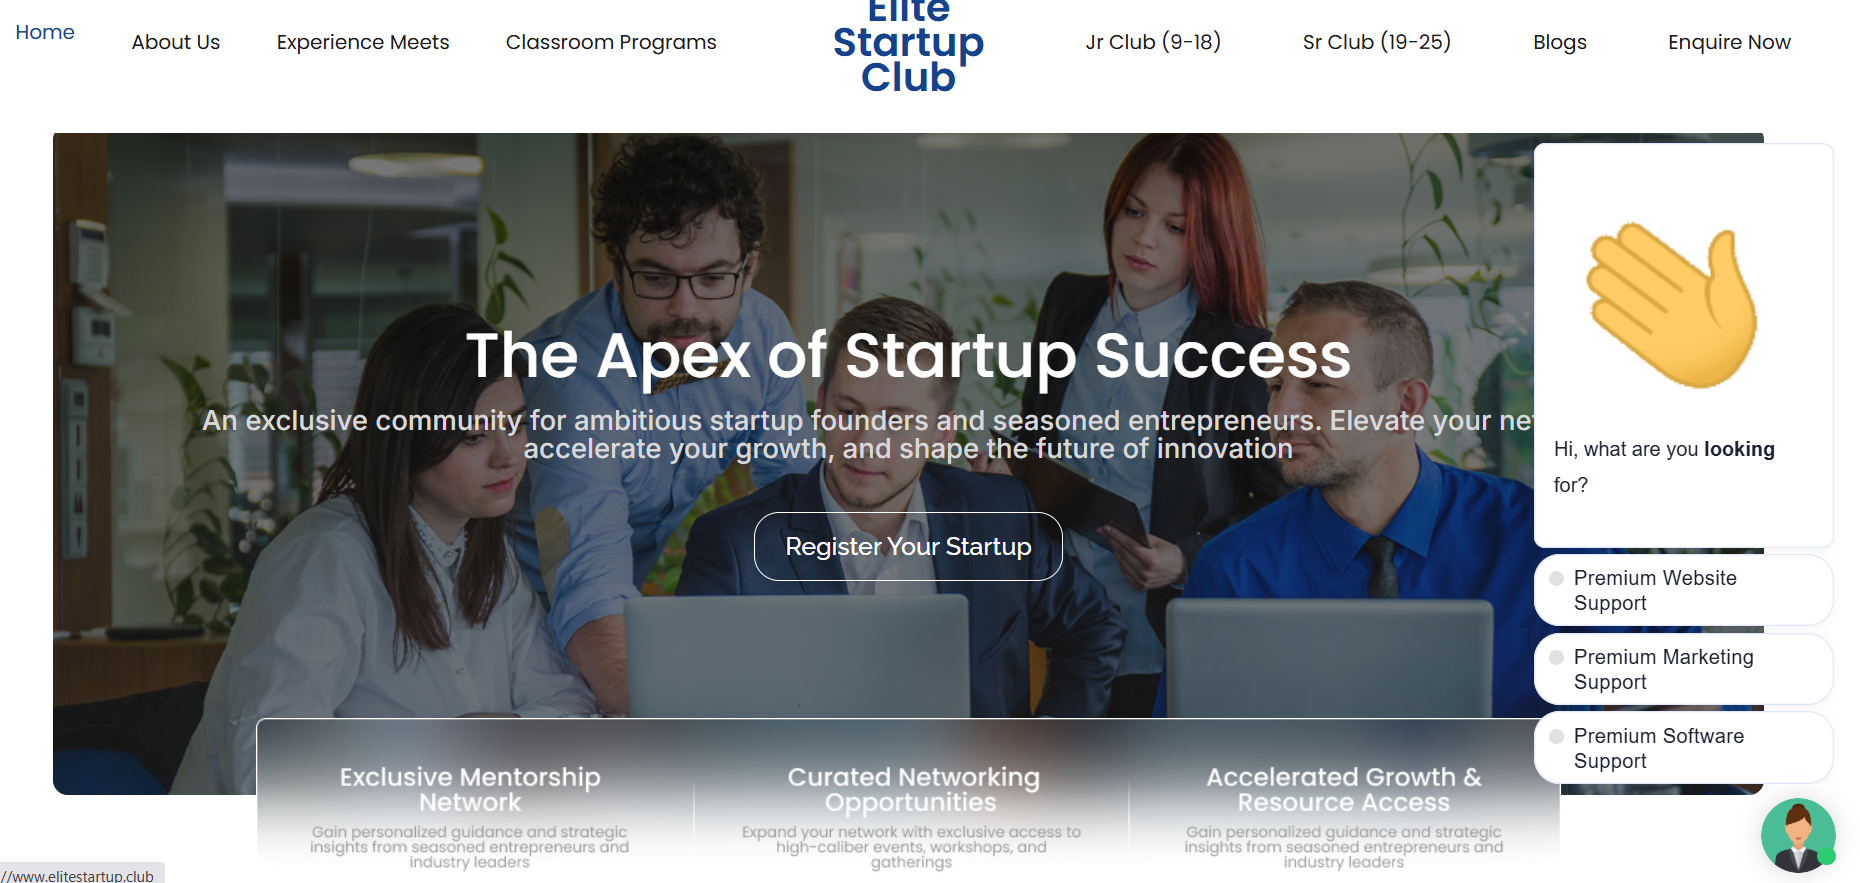 Home
About Us
Experience Meets
Classroom Programs
Elite
Startup
Club
Jr Club (9-18)
Sr Club (19-25)
Blogs
Enquire Now
The Apex of Startup Success
An exclusive community for ambitious startup founders and seasoned entrepreneurs. Elevate your
accelerate your growth, and shape the future of innovation
Register Your Startup
Exclusive Mentorship
Network
Gain personalized guidance and strategic
insights from seasoned entrepreneurs and
industry leaders
Curated Networking
Opportunities
Expand your network with exclusive access to
high-caliber events, workshops, and
gatherings
Accelerated Growth &
Resource Access
Gain personalized guidance and strategic
insights from seasoned entrepreneurs and
industry leaders
Hi, what are you looking
for?
Premium Website
Support
Premium Marketing
Support
Premium Software
Support
//www.elitestartup.club